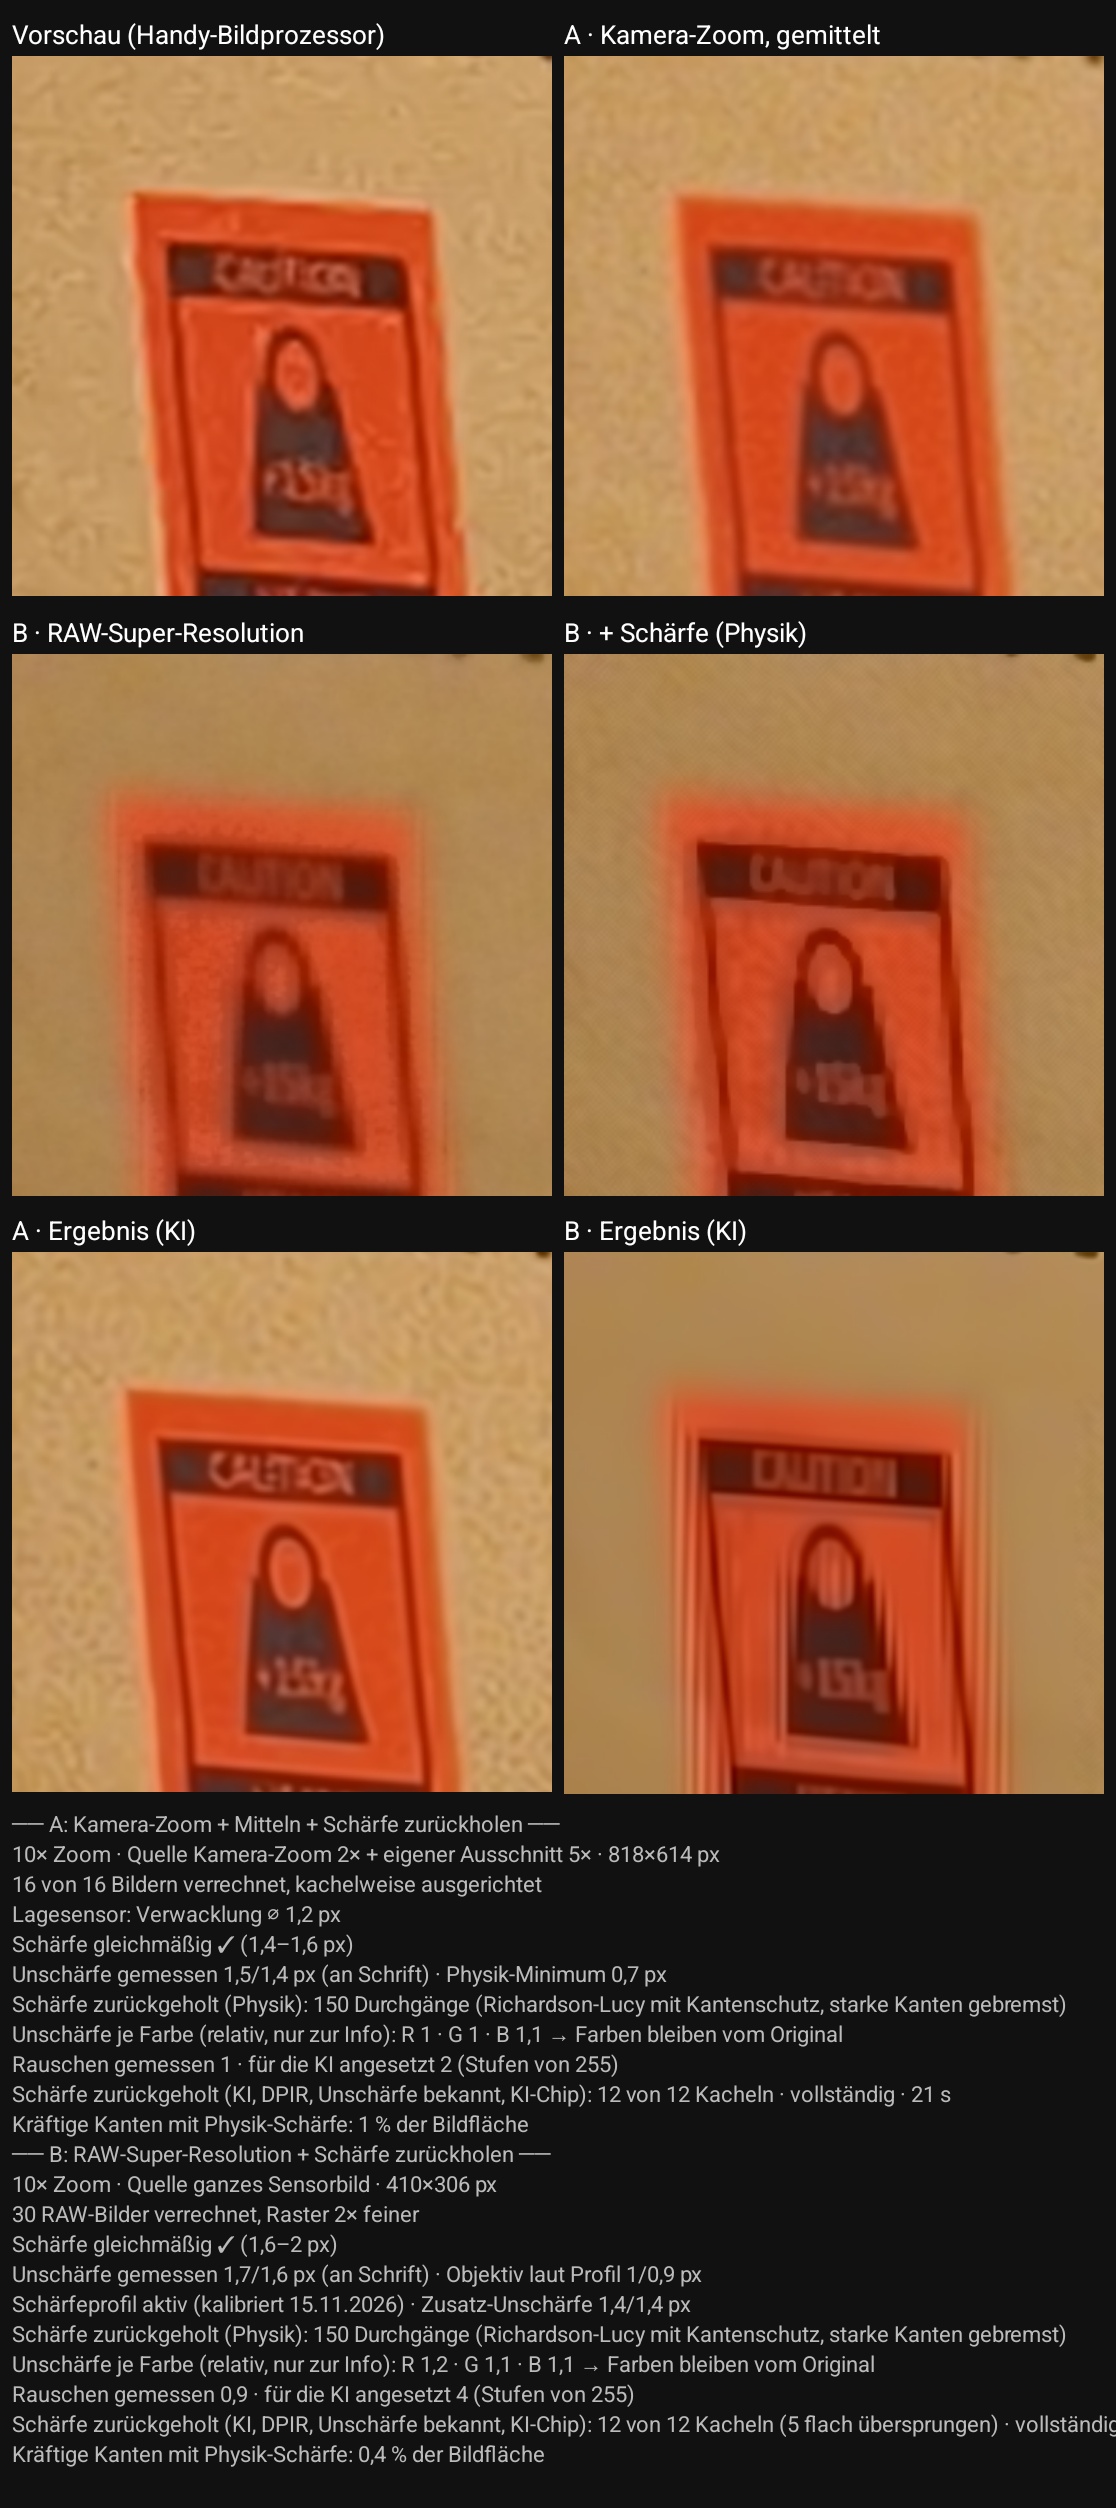 Vorschau (Handy-Bildprozessor)
A · Kamera-Zoom, gemittelt
CAUTION
+15kg
CAUTION
+15kg
B · RAW-Super-Resolution
B · + Schärfe (Physik)
CAUTION
+15kg
CAUTION
+15kg
A · Ergebnis (KI)
B · Ergebnis (KI)
CAUTION
+15kg
CAUTION
+15kg
── A: Kamera-Zoom + Mitteln + Schärfe zurückholen ──
10× Zoom · Quelle Kamera-Zoom 2× + eigener Ausschnitt 5× · 818×614 px
16 von 16 Bildern verrechnet, kachelweise ausgerichtet
Lagesensor: Verwacklung ⌀ 1,2 px
Schärfe gleichmäßig ✓ (1,4–1,6 px)
Unschärfe gemessen 1,5/1,4 px (an Schrift) · Physik-Minimum 0,7 px
Schärfe zurückgeholt (Physik): 150 Durchgänge (Richardson-Lucy mit Kantenschutz, starke Kanten gebremst)
Unschärfe je Farbe (relativ, nur zur Info): R 1 · G 1 · B 1,1 → Farben bleiben vom Original
Rauschen gemessen 1 · für die KI angesetzt 2 (Stufen von 255)
Schärfe zurückgeholt (KI, DPIR, Unschärfe bekannt, KI-Chip): 12 von 12 Kacheln · vollständig · 21 s
Kräftige Kanten mit Physik-Schärfe: 1 % der Bildfläche
── B: RAW-Super-Resolution + Schärfe zurückholen ──
10× Zoom · Quelle ganzes Sensorbild · 410×306 px
30 RAW-Bilder verrechnet, Raster 2× feiner
Schärfe gleichmäßig ✓ (1,6–2 px)
Unschärfe gemessen 1,7/1,6 px (an Schrift) · Objektiv laut Profil 1/0,9 px
Schärfeprofil aktiv (kalibriert 15.11.2026) · Zusatz-Unschärfe 1,4/1,4 px
Schärfe zurückgeholt (Physik): 150 Durchgänge (Richardson-Lucy mit Kantenschutz, starke Kanten gebremst)
Unschärfe je Farbe (relativ, nur zur Info): R 1,2 · G 1,1 · B 1,1 → Farben bleiben vom Original
Rauschen gemessen 0,9 · für die KI angesetzt 4 (Stufen von 255)
Schärfe zurückgeholt (KI, DPIR, Unschärfe bekannt, KI-Chip): 12 von 12 Kacheln (5 flach übersprungen) · vollständig
Kräftige Kanten mit Physik-Schärfe: 0,4 % der Bildfläche